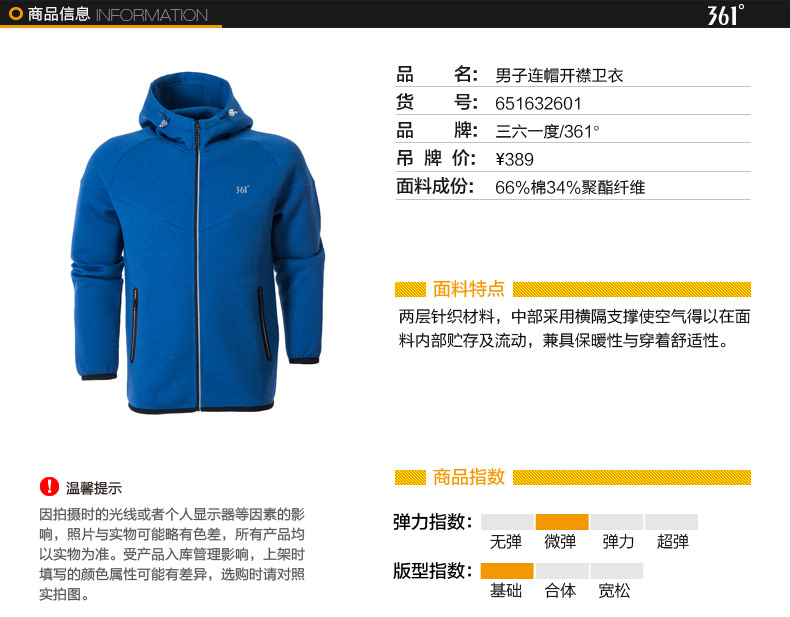 商品信息 INFORMATION
361°
品 名: 男子连帽开襟卫衣
货 号: 651632601
品 牌: 三六一度/361°
吊 牌 价: ¥389
面料成份: 66%棉34%聚酯纤维
361°
面料特点
两层针织材料，中部采用横隔支撑使空气得以在面
料内部贮存及流动，兼具保暖性与穿着舒适性。
温馨提示
因拍摄时的光线或者个人显示器等因素的影
响，照片与实物可能略有色差，所有产品均
以实物为准。受产品入库管理影响，上架时
填写的颜色属性可能有差异，选购时请对照
实拍图。
商品指数
弹力指数:
无弹 微弹 弹力 超弹
版型指数:
基础 合体 宽松